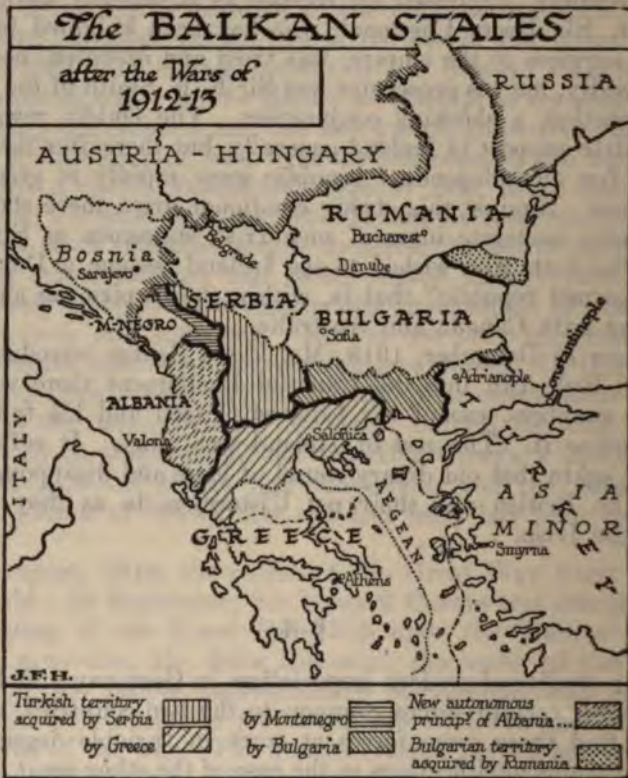 The BALKAN STATES
after the Wars of
1912-13
RUSSIA
AUSTRIA - HUNGARY
RUMANIA
Bucharest
Belgrade
Bosnia
Sarajevo
Danube
SERBIA
BULGARIA
M.NEGRO
Sofia
Constantinople
Adrianople
ALBANIA
Valona
Salonica
ITALY
TURKEY
AEGEAN
ASIA
MINOR
GREECE
Smyrna
Athens
J.F.H.
Turkish territory
acquired by Serbia
by Greece
by Montenegro
by Bulgaria
New autonomous
principy of Albania ...
Bulgarian territory
acquired by Rumania